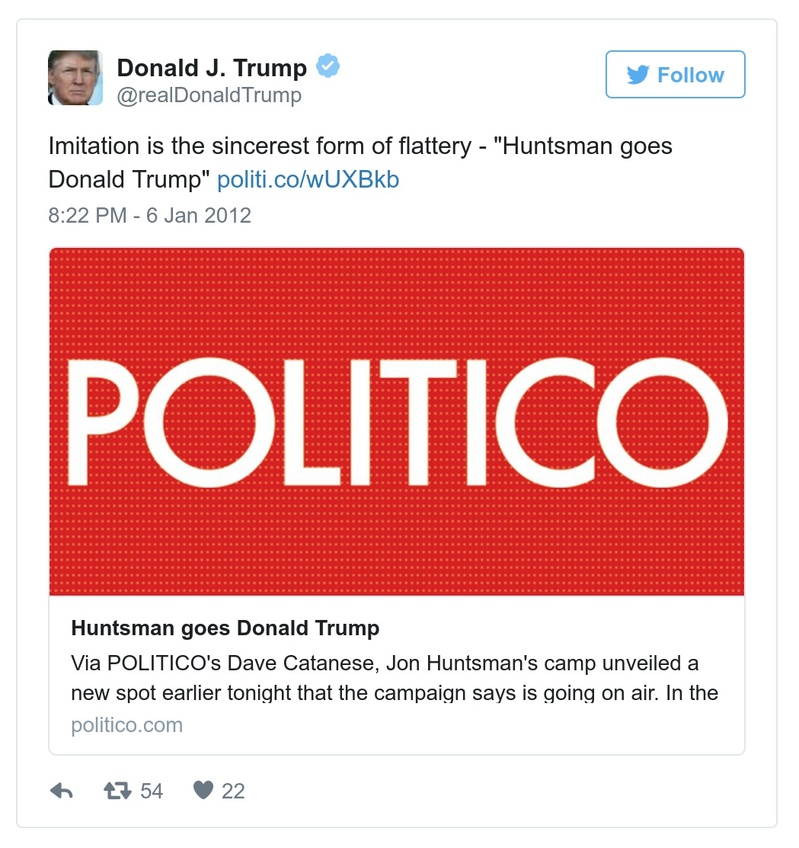 Donald J. Trump
@realDonaldTrump
Follow
Imitation is the sincerest form of flattery - "Huntsman goes
Donald Trump" politi.co/wUXBkb
8:22 PM - 6 Jan 2012
POLITICO
Huntsman goes Donald Trump
Via POLITICO's Dave Catanese, Jon Huntsman's camp unveiled a
new spot earlier tonight that the campaign says is going on air. In the
politico.com
54
22